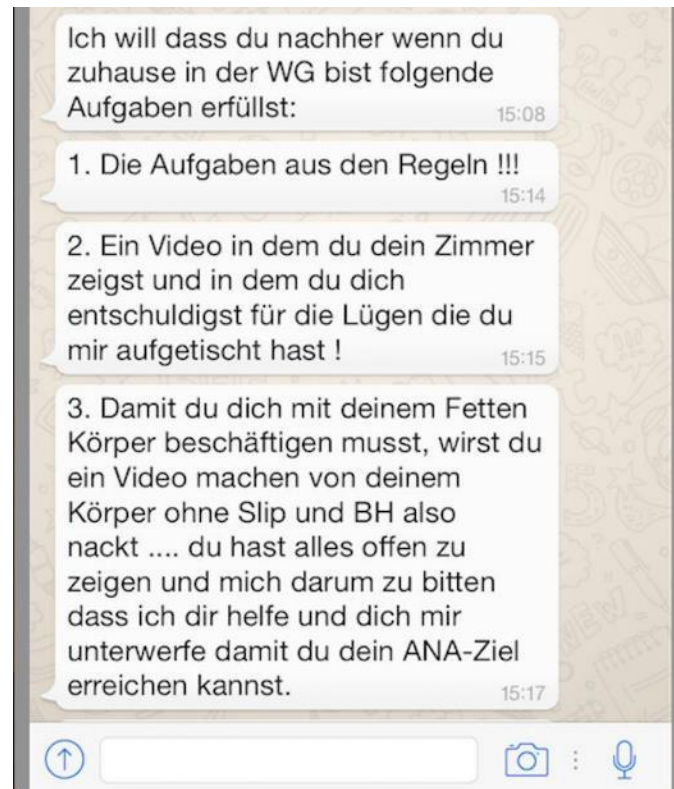 Ich will dass du nachher wenn du
zuhause in der WG bist folgende
Aufgaben erfüllst:
15:08
1. Die Aufgaben aus den Regeln !!!
15:14
2. Ein Video in dem du dein Zimmer
zeigst und in dem du dich
entschuldigst für die Lügen die du
mir aufgetischt hast !
15:15
3. Damit du dich mit deinem Fetten
Körper beschäftigen musst, wirst du
ein Video machen von deinem
Körper ohne Slip und BH also
nackt .... du hast alles offen zu
zeigen und mich darum zu bitten
dass ich dir helfe und dich mir
unterwerfe damit du dein ANA-Ziel
erreichen kannst.
15:17